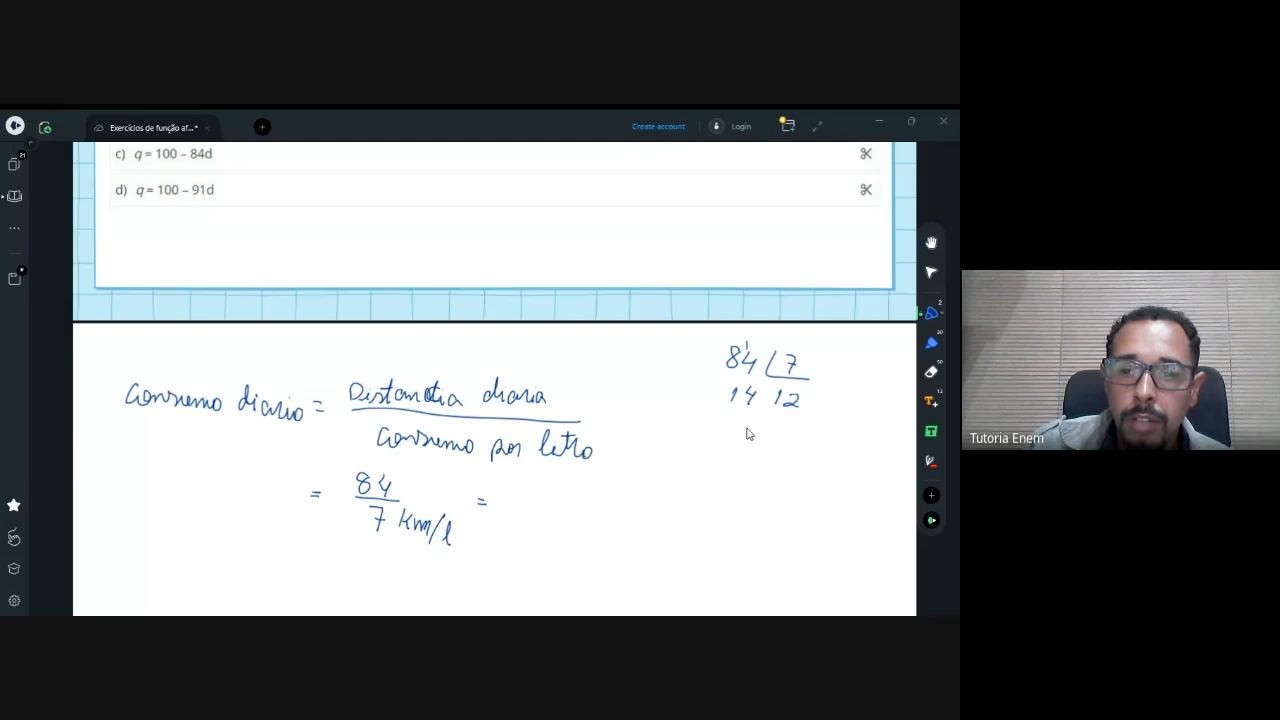 Exercícios de função af...*
Create account
Login
21
c) q = 100 – 84d
d) q = 100 – 91d
Consumo diario = Distancia diaria
Consumo por litro
= 84 =
7 km/l
84 7
14 12
Tutoria Enem